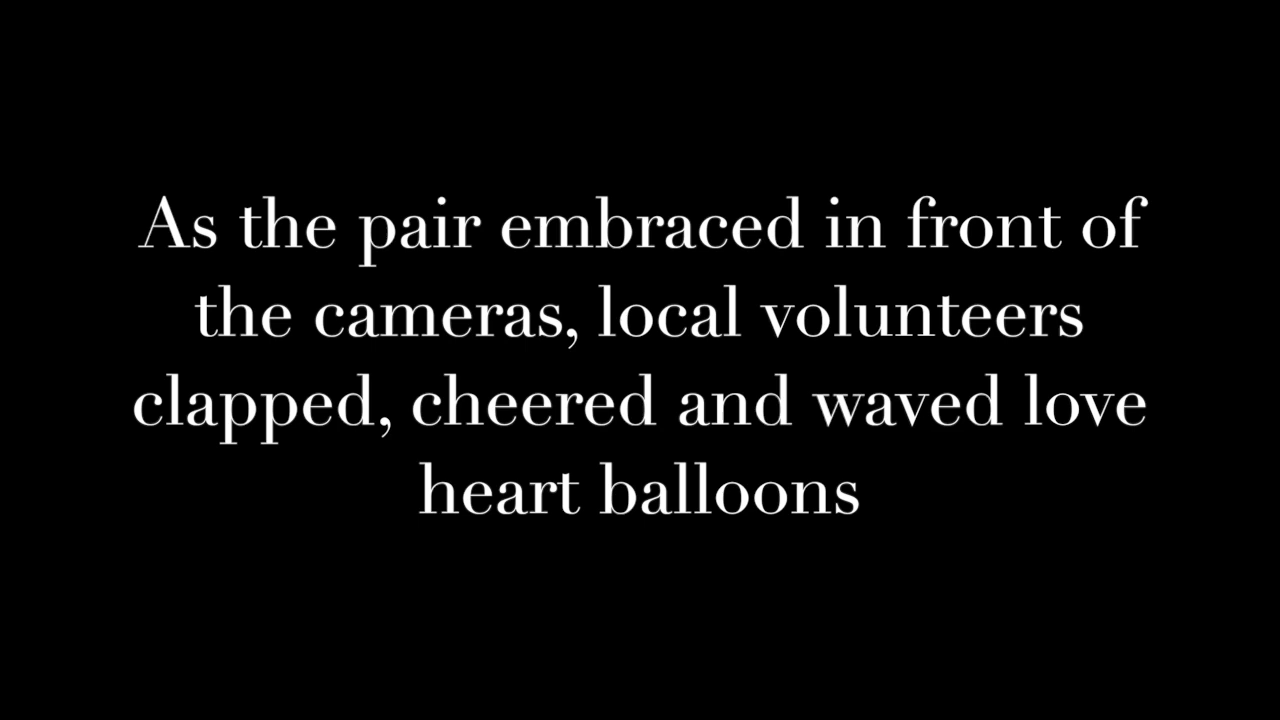 As the pair embraced in front of
the cameras, local volunteers
clapped, cheered and waved love
heart balloons